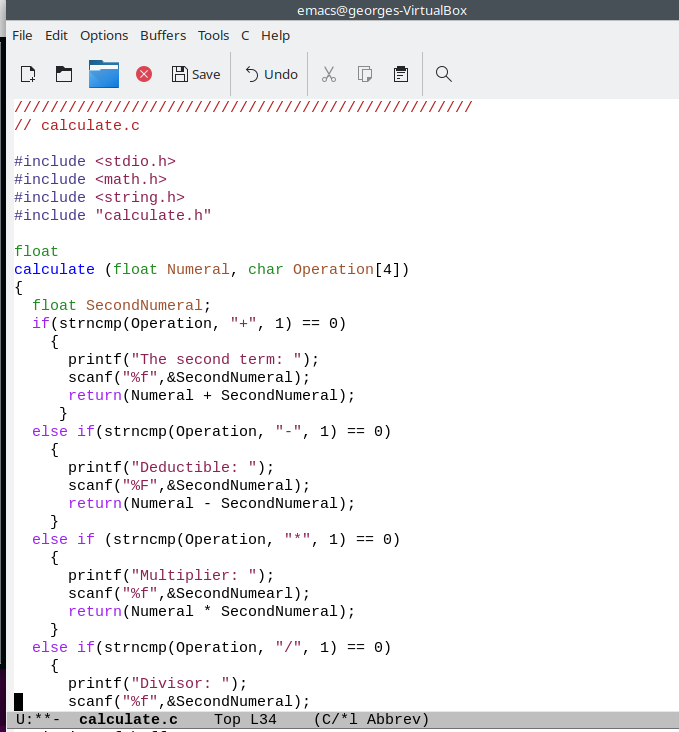 emacs@georges-VirtualBox
File Edit Options Buffers Tools C Help
Save Undo
///////////////////////////////////////////////////
// calculate.c
#include <stdio.h>
#include <math.h>
#include <string.h>
#include "calculate.h"
float
calculate (float Numeral, char Operation[4])
{
float SecondNumeral;
if(strncmp(Operation, "+", 1) == 0)
{
printf("The second term: ");
scanf("%f",&SecondNumeral);
return(Numeral + SecondNumeral);
}
else if(strncmp(Operation, "-", 1) == 0)
{
printf("Deductible: ");
scanf("%F",&SecondNumeral);
return(Numeral - SecondNumeral);
}
else if (strncmp(Operation, "*", 1) == 0)
{
printf("Multiplier: ");
scanf("%f",&SecondNumearl);
return(Numeral * SecondNumeral);
}
else if(strncmp(Operation, "/", 1) == 0)
{
printf("Divisor: ");
scanf("%f",&SecondNumeral);
U:**- calculate.c Top L34 (C/*l Abbrev)